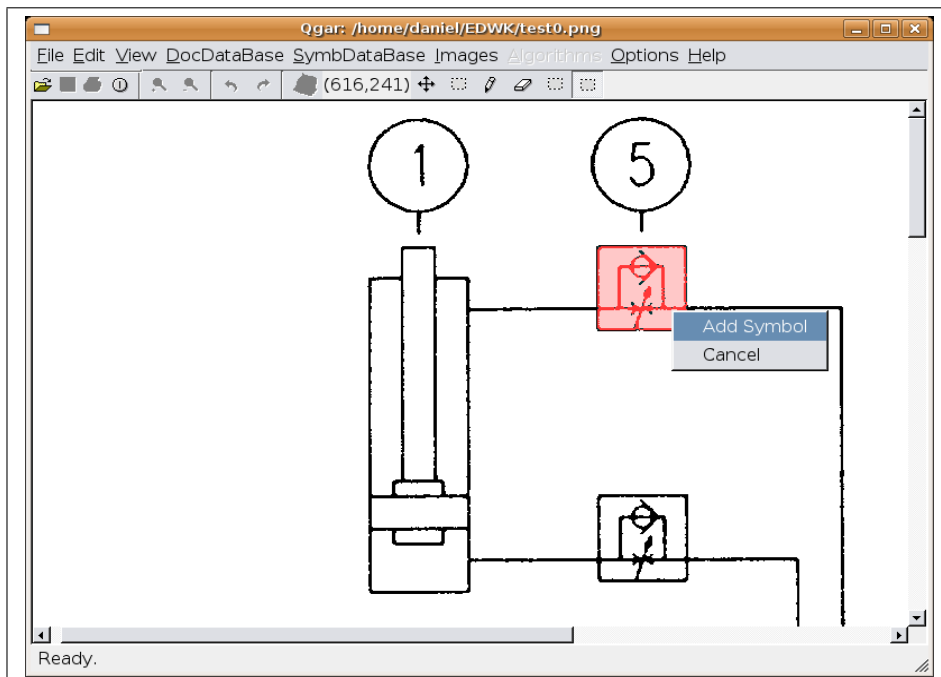 Qgar: /home/daniel/EDWK/test0.png
File Edit View DocDataBase SymbDataBase Images Algorithms Options Help
(616,241)
1 5
Add Symbol
Cancel
Ready.